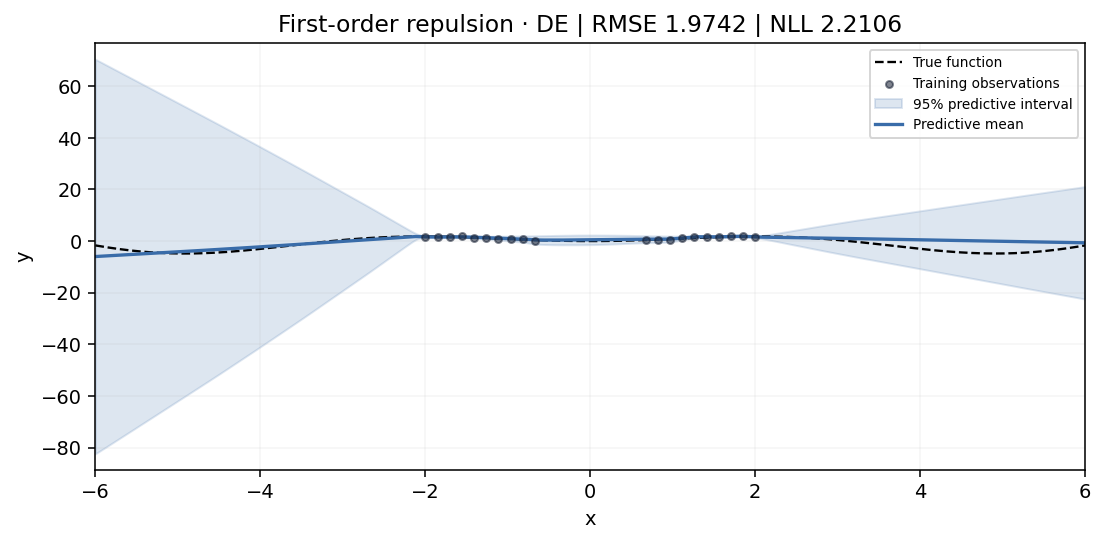 First-order repulsion · DE | RMSE 1.9742 | NLL 2.2106
True function
Training observations
95% predictive interval
Predictive mean
60
40
20
0
−20
−40
−60
−80
y
−6
−4
−2
0
2
4
6
x